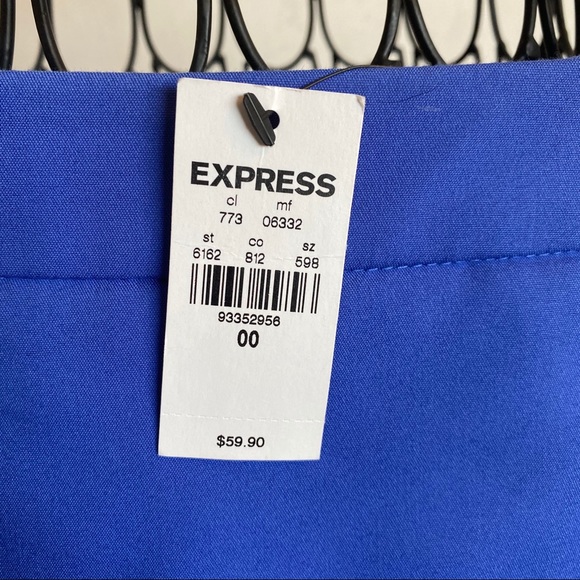 EXPRESS
cl mf
773 06332
st co sz
6162 812 598
93352956
00
$59.90